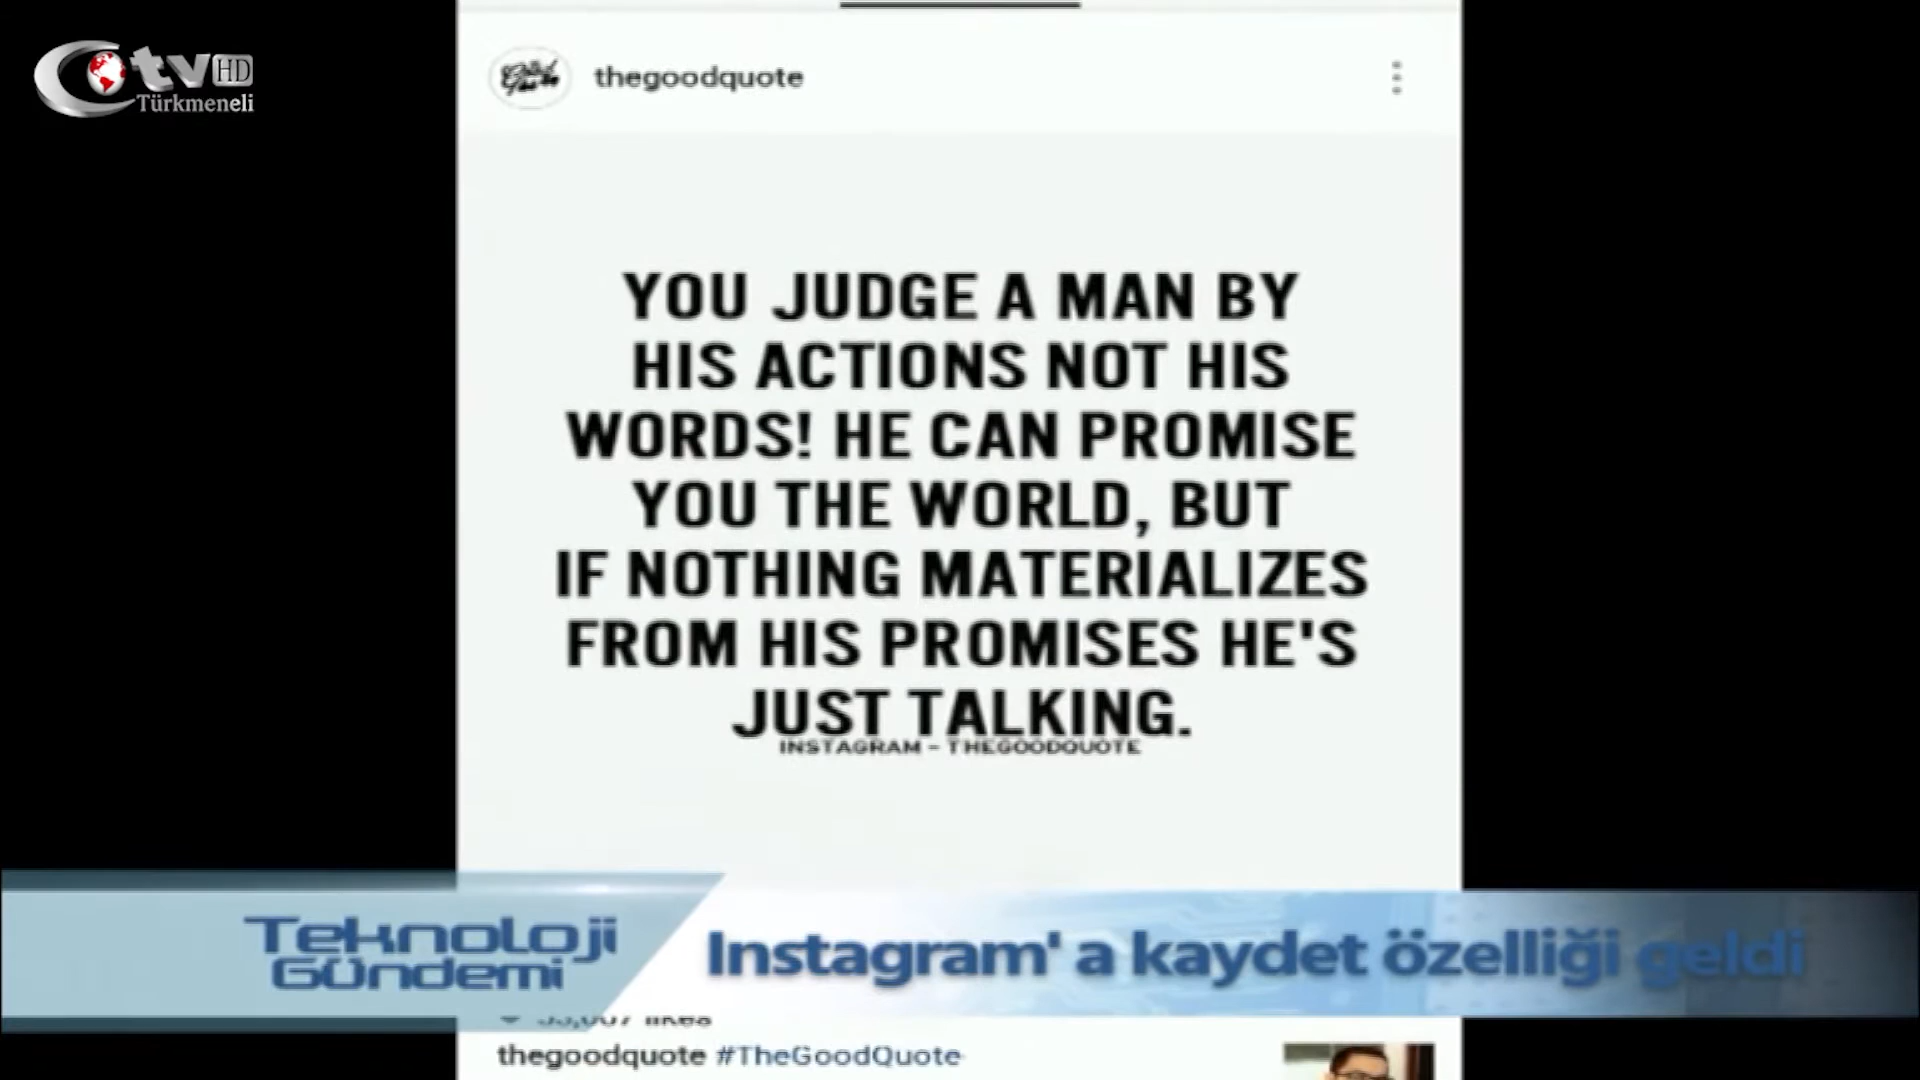 tv HD
Türkmeneli
thegoodquote
YOU JUDGE A MAN BY
HIS ACTIONS NOT HIS
WORDS! HE CAN PROMISE
YOU THE WORLD, BUT
IF NOTHING MATERIALIZES
FROM HIS PROMISES HE'S
JUST TALKING.
INSTAGRAM - THEGOODQUOTE
Teknoloji
Gündemi
Instagram' a kaydet özelliği geldi
likes
thegoodquote #TheGoodQuote